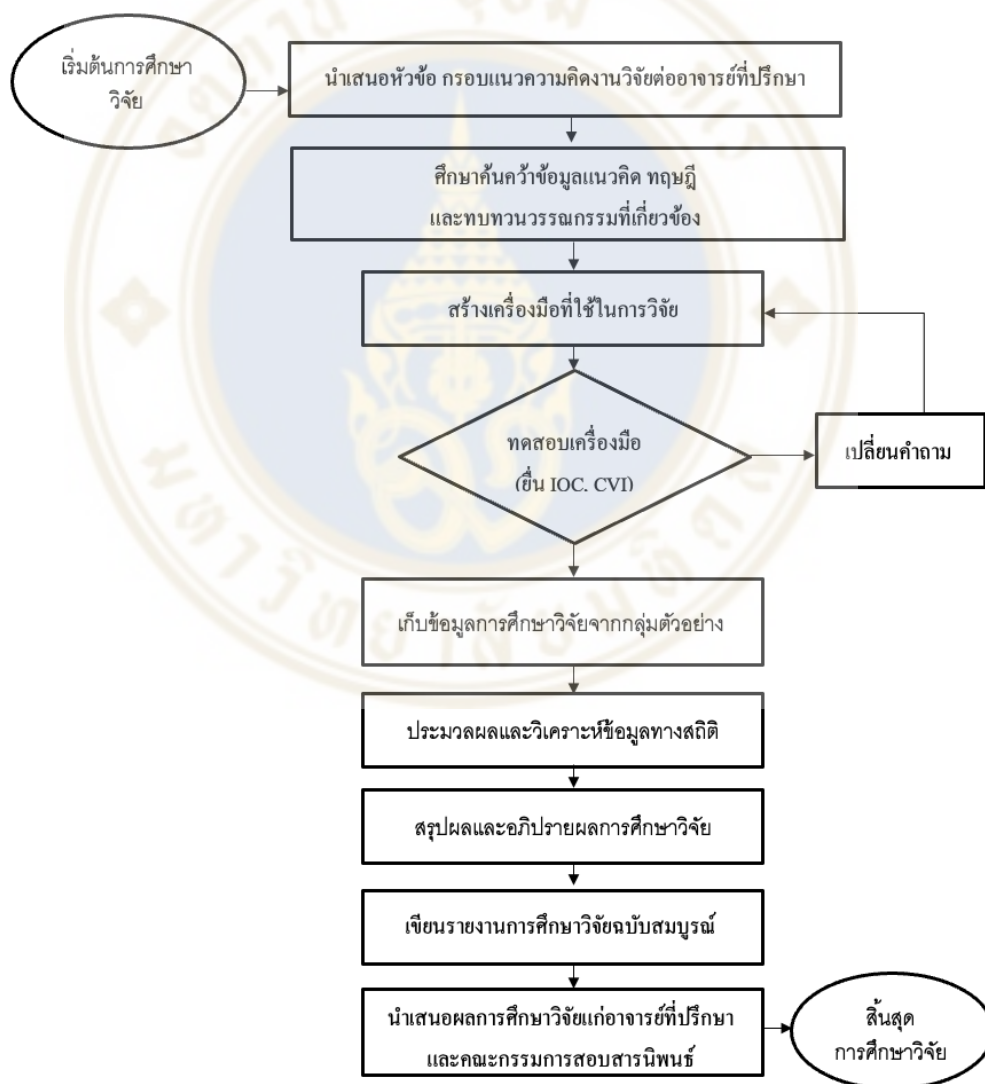 เริ่มต้นการศึกษา
วิจัย
นำเสนอหัวข้อ กรอบแนวความคิดงานวิจัยต่ออาจารย์ที่ปรึกษา
ศึกษาค้นคว้าข้อมูลแนวคิด ทฤษฎี
และทบทวนวรรณกรรมที่เกี่ยวข้อง
สร้างเครื่องมือที่ใช้ในการวิจัย
ทดสอบเครื่องมือ
(ยื่น IOC. CVI)
เปลี่ยนคำถาม
เก็บข้อมูลการศึกษาวิจัยจากกลุ่มตัวอย่าง
ประมวลผลและวิเคราะห์ข้อมูลทางสถิติ
สรุปผลและอภิปรายผลการศึกษาวิจัย
เขียนรายงานการศึกษาวิจัยฉบับสมบูรณ์
นำเสนอผลการศึกษาวิจัยแก่อาจารย์ที่ปรึกษา
และคณะกรรมการสอบสารนิพนธ์
สิ้นสุด
การศึกษาวิจัย
มหาวิทยาลัยมหิดล